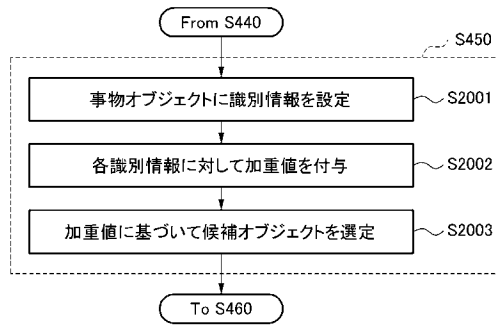 From S440
S450
事物オブジェクトに識別情報を設定
S2001
各識別情報に対して加重値を付与
S2002
加重値に基づいて候補オブジェクトを選定
S2003
To S460